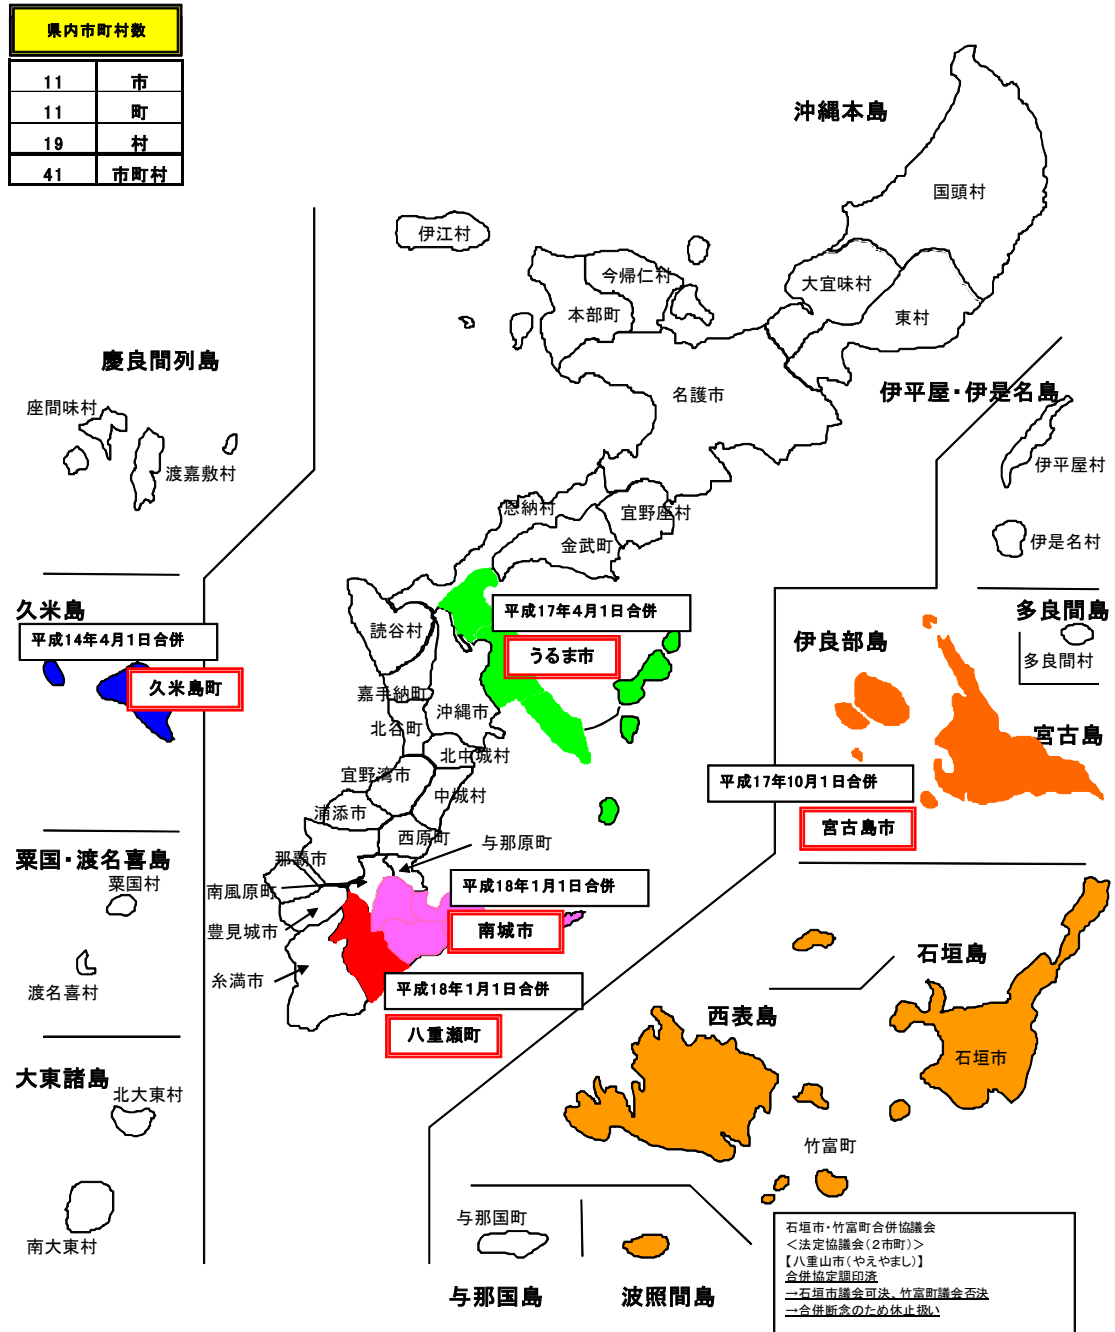 県内市町村数
11 市
11 町
19 村
41 市町村
沖縄本島
国頭村
伊江村
今帰仁村
大宜味村
本部町
東村
慶良間列島
名護市
伊平屋・伊是名島
座間味村
渡嘉敷村
伊平屋村
恩納村
宜野座村
金武町
伊是名村
久米島
平成14年4月1日合併
久米島町
平成17年4月1日合併
うるま市
読谷村
多良間島
多良間村
伊良部島
嘉手納町
沖縄市
北谷町
宮古島
北中城村
宜野湾市
平成17年10月1日合併
中城村
浦添市
宮古島市
西原町
与那原町
粟国・渡名喜島
那覇市
粟国村
南風原町
平成18年1月1日合併
南城市
豊見城市
石垣島
糸満市
平成18年1月1日合併
渡名喜村
西表島
八重瀬町
石垣市
大東諸島
北大東村
竹富町
与那国町
南大東村
与那国島
波照間島
石垣市・竹富町合併協議会
<法定協議会(2市町)>
【八重山市(やえやまし)】
合併協定調印済
→石垣市議会可決、竹富町議会否決
→合併断念のため休止扱い